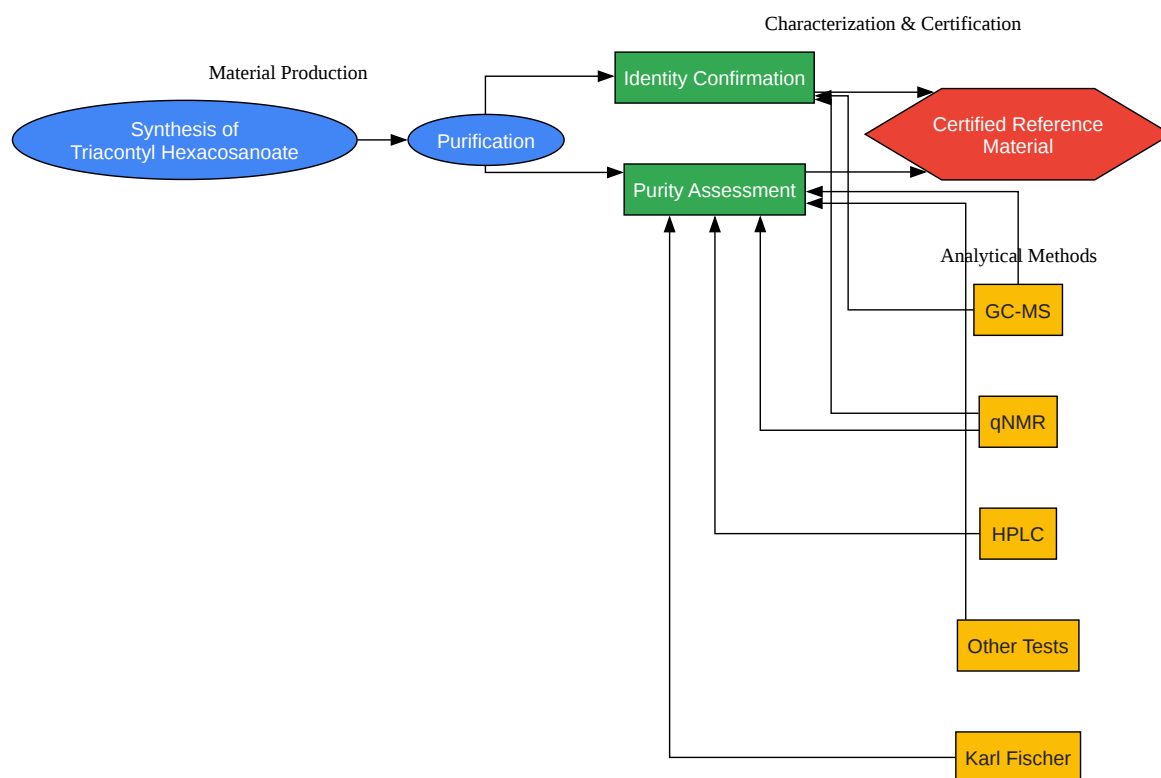 Characterization & Certification
Material Production
Identity Confirmation
Synthesis of
Triacontyl Hexacosanoate
Purification
Certified Reference
Material
Purity Assessment
Analytical Methods
GC-MS
qNMR
HPLC
Other Tests
Karl Fischer